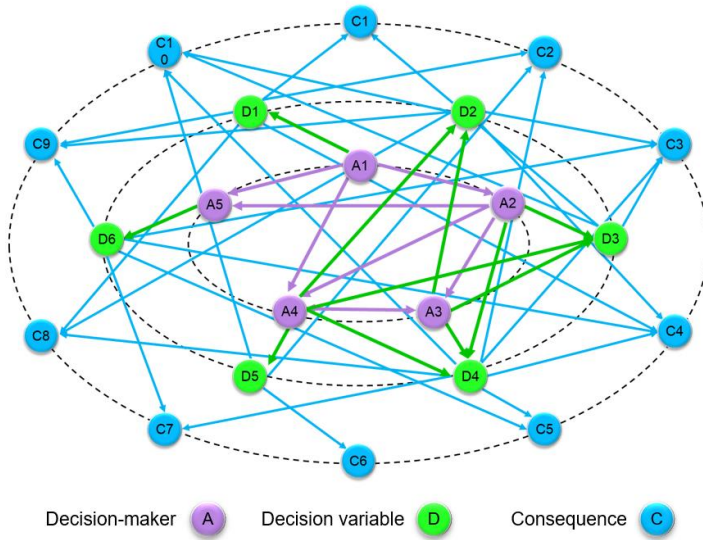 C1
C1
0
C2
D1
D2
C9
C3
A1
A5
A2
D6
D3
A4
A3
C8
C4
D5
D4
C7
C5
C6
Decision-maker A Decision variable D Consequence C